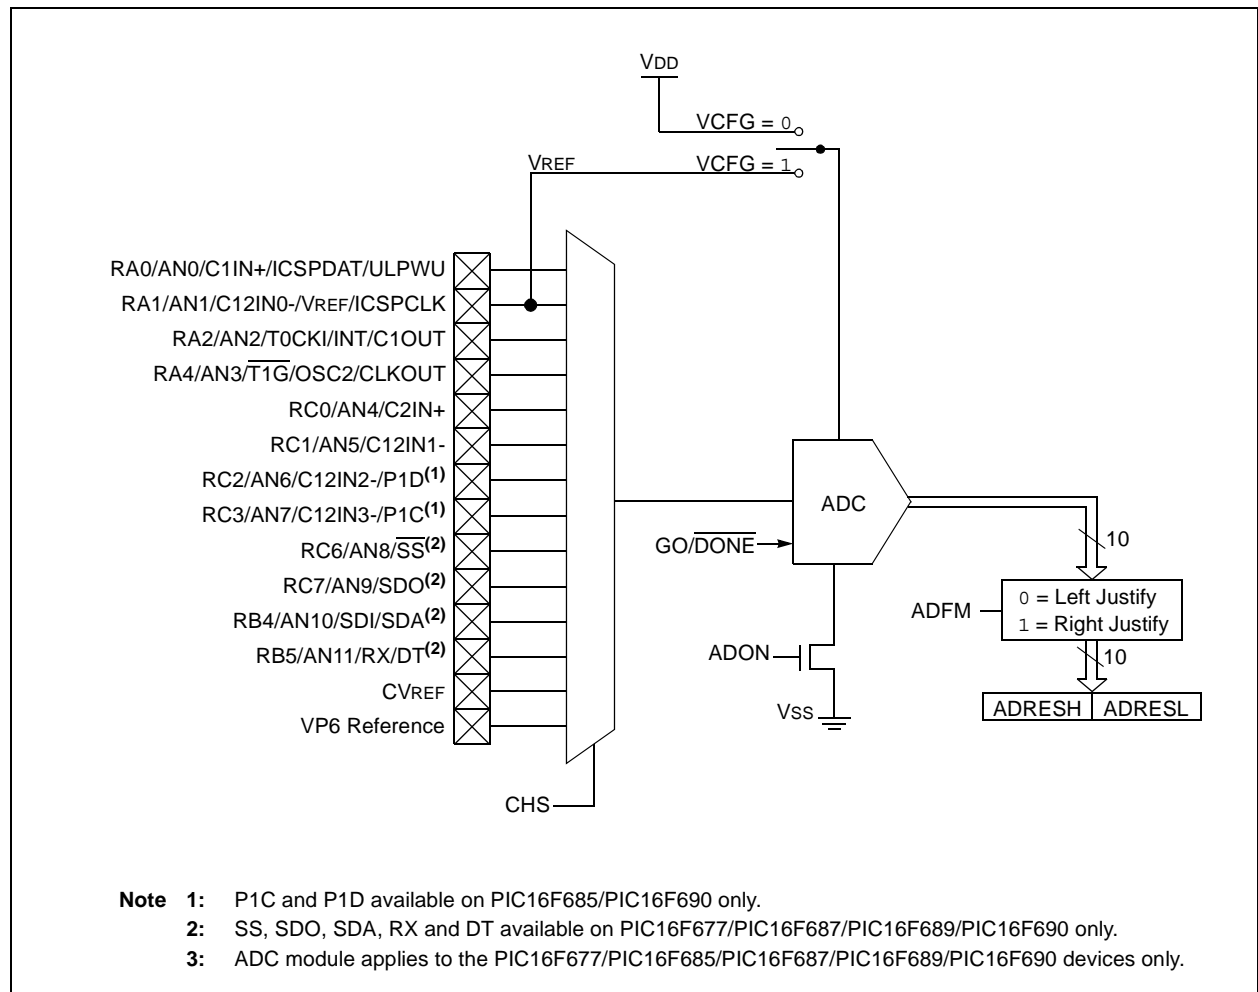 VDD
VCFG = 0
VREF
VCFG = 1
RA0/AN0/C1IN+/ICSPDAT/ULPWU
RA1/AN1/C12IN0-/VREF/ICSPCLK
RA2/AN2/T0CKI/INT/C1OUT
RA4/AN3/T1G/OSC2/CLKOUT
RC0/AN4/C2IN+
RC1/AN5/C12IN1-
RC2/AN6/C12IN2-/P1D(1)
RC3/AN7/C12IN3-/P1C(1)
RC6/AN8/SS(2)
RC7/AN9/SDO(2)
RB4/AN10/SDI/SDA(2)
RB5/AN11/RX/DT(2)
CVREF
VP6 Reference
CHS
ADC
GO/DONE
ADON
VSS
10
ADFM
0 = Left Justify
1 = Right Justify
10
ADRESH ADRESL
Note 1: P1C and P1D available on PIC16F685/PIC16F690 only.
2: SS, SDO, SDA, RX and DT available on PIC16F677/PIC16F687/PIC16F689/PIC16F690 only.
3: ADC module applies to the PIC16F677/PIC16F685/PIC16F687/PIC16F689/PIC16F690 devices only.